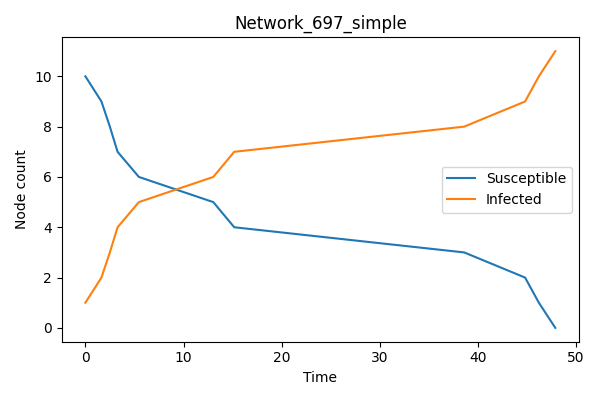 Network_697_simple
Node count
10
8
6
4
2
0
Susceptible
Infected
0 10 20 30 40 50
Time